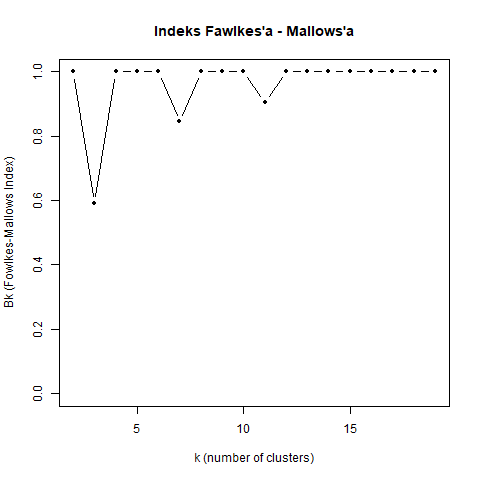 Indeks Fawlkes'a - Mallows'a
Bk (Fowlkes-Mallows Index)
1.0
0.8
0.6
0.4
0.2
0.0
5 10 15
k (number of clusters)